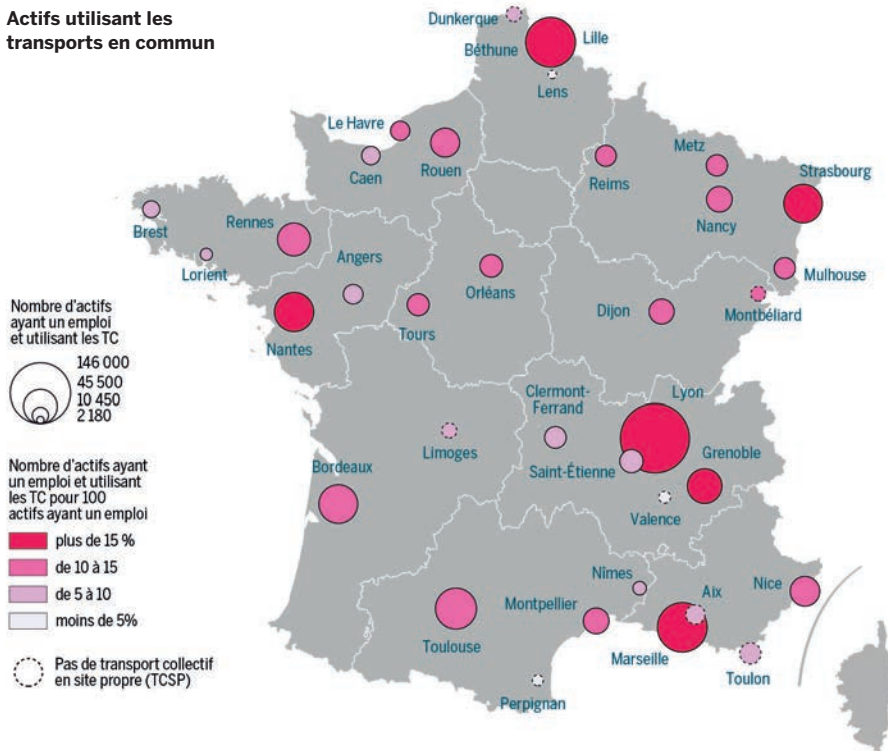 Actifs utilisant les
transports en commun
Dunkerque
Béthune
Lille
Lens
Le Havre
Caen
Rouen
Reims
Metz
Strasbourg
Nancy
Brest
Rennes
Lorient
Angers
Orléans
Mulhouse
Dijon
Montbéliard
Nantes
Tours
Nombre d'actifs
ayant un emploi
et utilisant les TC
146 000
45 500
10 450
2 180
Clermont-
Ferrand
Lyon
Limoges
Saint-Étienne
Grenoble
Valence
Bordeaux
Nombre d'actifs ayant
un emploi et utilisant
les TC pour 100
actifs ayant un emploi
plus de 15 %
de 10 à 15
de 5 à 10
moins de 5%
Pas de transport collectif
en site propre (TCSP)
Nîmes
Aix
Nice
Montpellier
Toulouse
Marseille
Toulon
Perpignan